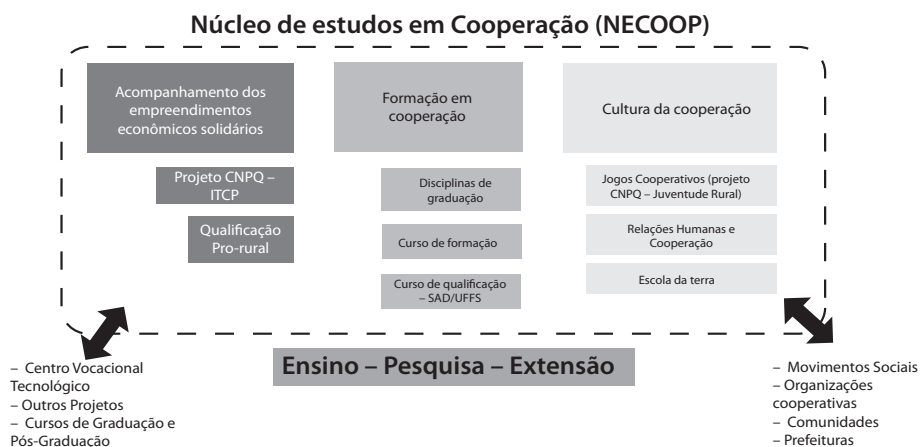 Núcleo de estudos em Cooperação (NECOOP)
Acompanhamento dos
empreendimentos
econômicos solidários
Projeto CNPQ –
ITCP
Qualificação
Pro-rural
Formação em
cooperação
Disciplinas de
graduação
Curso de formação
Curso de qualificação
– SAD/UFFS
Cultura da cooperação
Jogos Cooperativos (projeto
CNPQ – Juventude Rural)
Relações Humanas e
Cooperação
Escola da terra
Ensino – Pesquisa – Extensão
– Centro Vocacional
Tecnológico
– Outros Projetos
– Cursos de Graduação e
Pós-Graduação
– Movimentos Sociais
– Organizações
cooperativas
– Comunidades
– Prefeituras